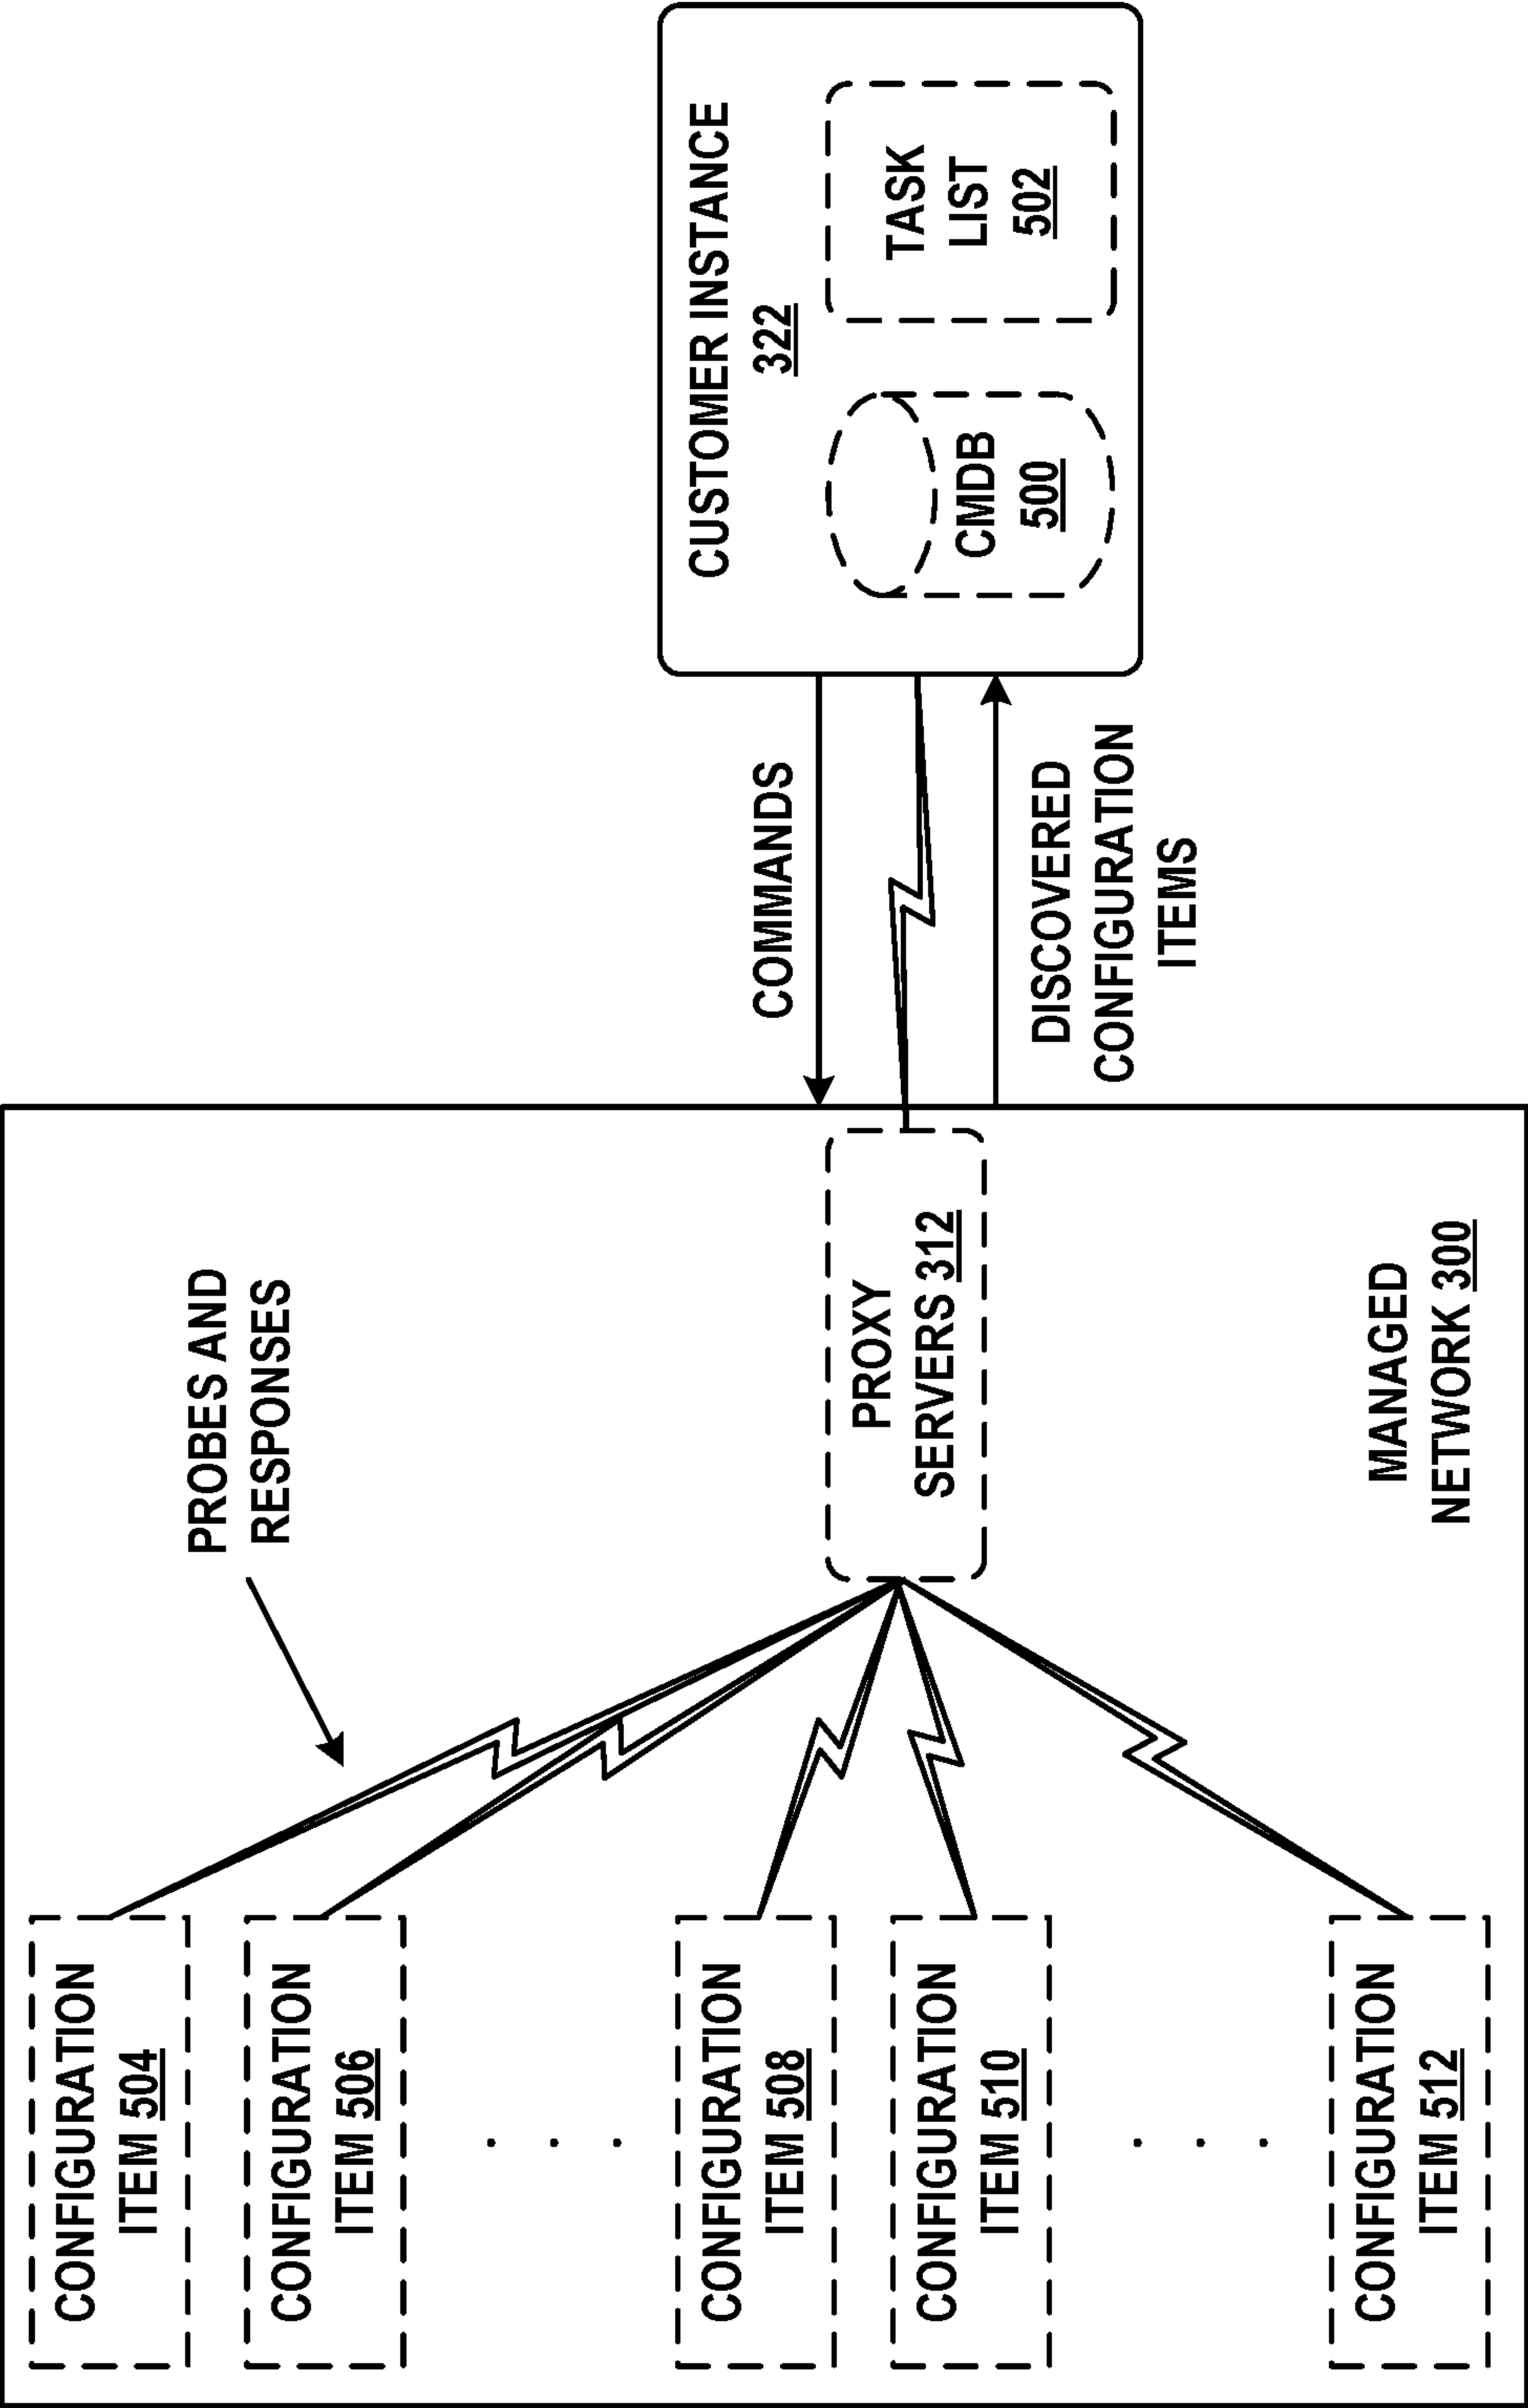 CUSTOMER INSTANCE
322
CMDB
500
TASK
LIST
502
COMMANDS
DISCOVERED
CONFIGURATION
ITEMS
PROBES AND
RESPONSES
PROXY
SERVERS 312
MANAGED
NETWORK 300
CONFIGURATION
ITEM 504
CONFIGURATION
ITEM 506
. . .
CONFIGURATION
ITEM 508
CONFIGURATION
ITEM 510
. . .
CONFIGURATION
ITEM 512